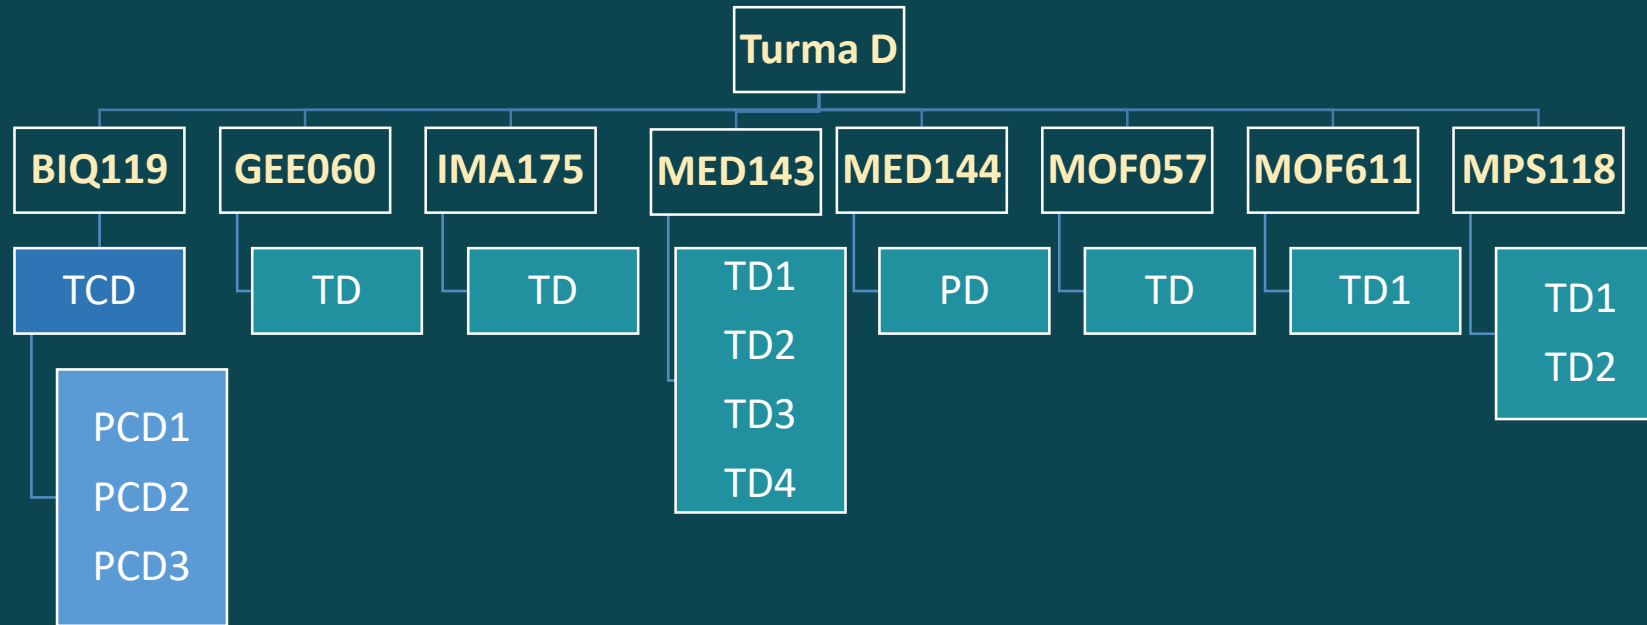 Turma D
BIQ119
GEE060
IMA175
MED143
MED144
MOF057
MOF611
MPS118
TCD
TD
TD
TD1
TD2
TD3
TD4
PD
TD
TD1
TD1
TD2
PCD1
PCD2
PCD3